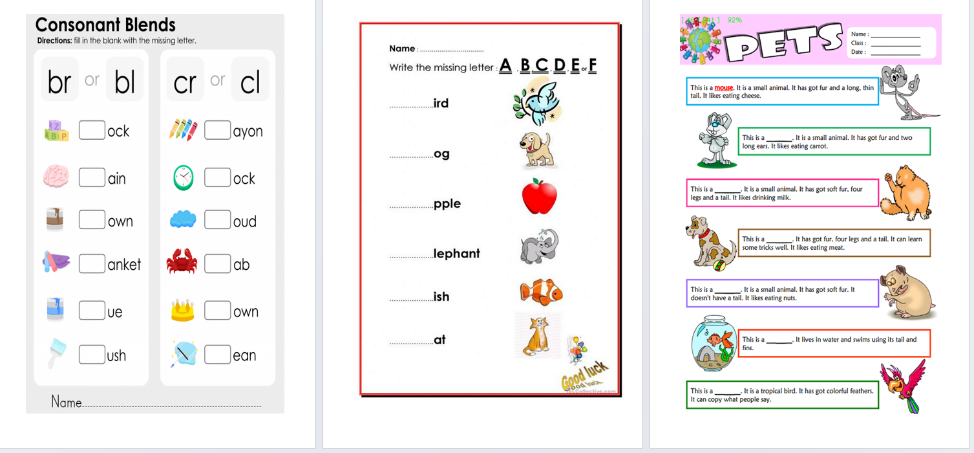 Consonant Blends
Directions: fill in the blank with the missing letter.
br or bl
cr or cl
ock
ain
own
anket
ue
ush
ayon
ock
oud
ab
own
ean
Name
Name :
Write the missing letter : A , B, C, D, E, or F
ird
og
pple
lephant
ish
at
Good luck
92%
PETS
Name :
Class :
Date :
This is a mouse. It is a small animal. It has got fur and a long, thin
tail. It likes eating cheese.
This is a ______. It is a small animal. It has got fur and two
long ears. It likes eating carrot.
This is a ______. It is a small animal. It has got soft fur, four
legs and a tail. It likes drinking milk.
This is a ______. It has got fur, four legs and a tail. It can learn
some tricks well. It likes eating meat.
This is a ______. It is a small animal. It has got soft fur. It
doesn't have a tail. It likes eating nuts.
This is a ______. It lives in water and swims using its tail and
fins.
This is a ______. It is a tropical bird. It has got colorful feathers.
It can copy what people say.